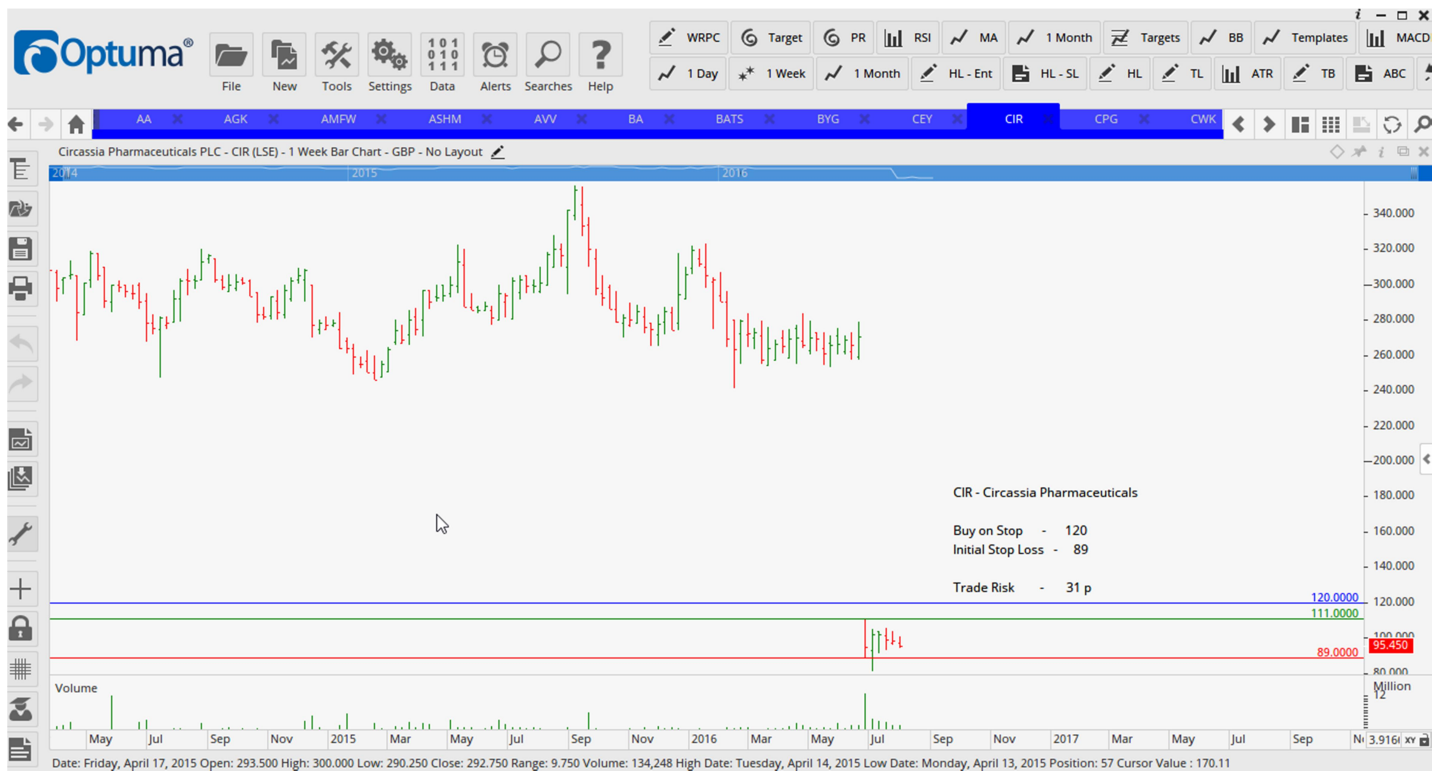 Optuma®
File New Tools Settings Data Alerts Searches Help
WRPC Target PR RSI MA 1 Month Targets BB Templates MACD
1 Day 1 Week 1 Month HL - Ent HL - SL HL TL ATR TB ABC
AA AGK AMFW ASHM AVV BA BATS BYG CEY CIR CPG CWK
Circassia Pharmaceuticals PLC - CIR (LSE) - 1 Week Bar Chart - GBP - No Layout
2014 2015 2016
340.000
320.000
300.000
280.000
260.000
240.000
220.000
200.000
CIR - Circassia Pharmaceuticals
180.000
Buy on Stop - 120
160.000
Initial Stop Loss - 89
140.000
Trade Risk - 31 p
120.0000
120.000
111.0000
100.000
95.450
89.0000
80.000
Volume
Million
12
May Jul Sep Nov 2015 Mar May Jul Sep Nov 2016 Mar May Jul Sep Nov 2017 Mar May Jul Sep
XY
Date: Friday, April 17, 2015 Open: 293.500 High: 300.000 Low: 290.250 Close: 292.750 Range: 9.750 Volume: 134,248 High Date: Tuesday, April 14, 2015 Low Date: Monday, April 13, 2015 Position: 57 Cursor Value : 170.11